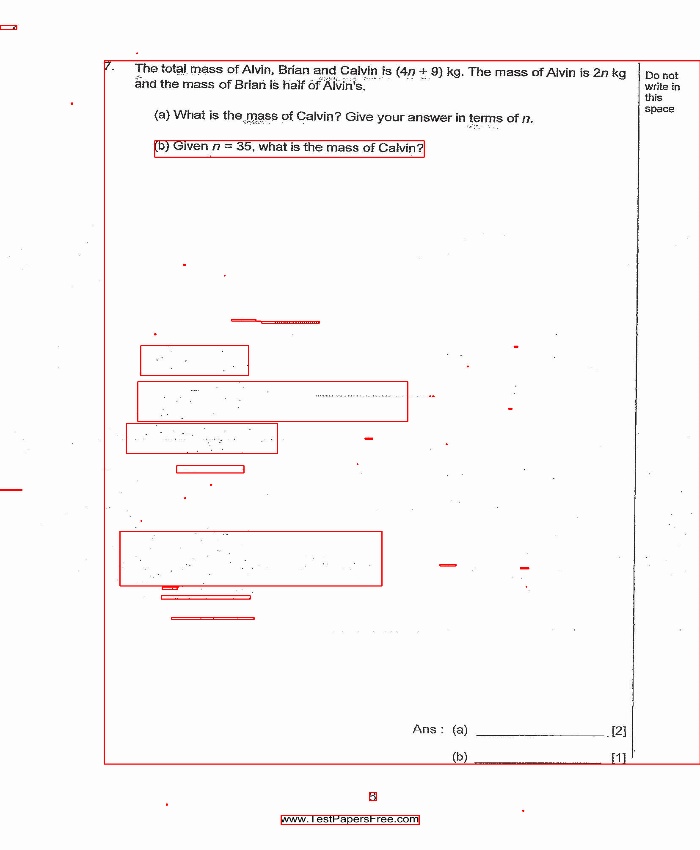 7. The total mass of Alvin, Brian and Calvin is (4n + 9) kg. The mass of Alvin is 2n kg
and the mass of Brian is half of Alvin's.
(a) What is the mass of Calvin? Give your answer in terms of n.
(b) Given n = 35, what is the mass of Calvin?
Do not
write in
this
space
Ans : (a) [2]
(b) [1]
www.TestPapersFree.com